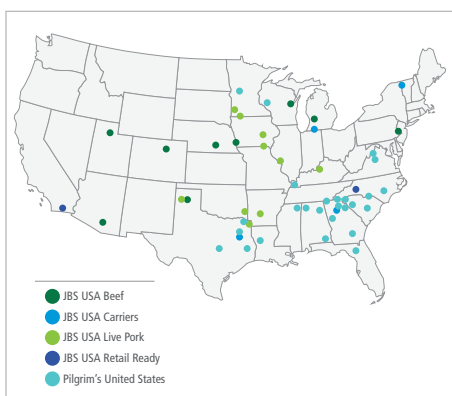 JBS USA Beef
JBS USA Carriers
JBS USA Live Pork
JBS USA Retail Ready
Pilgrim's United States